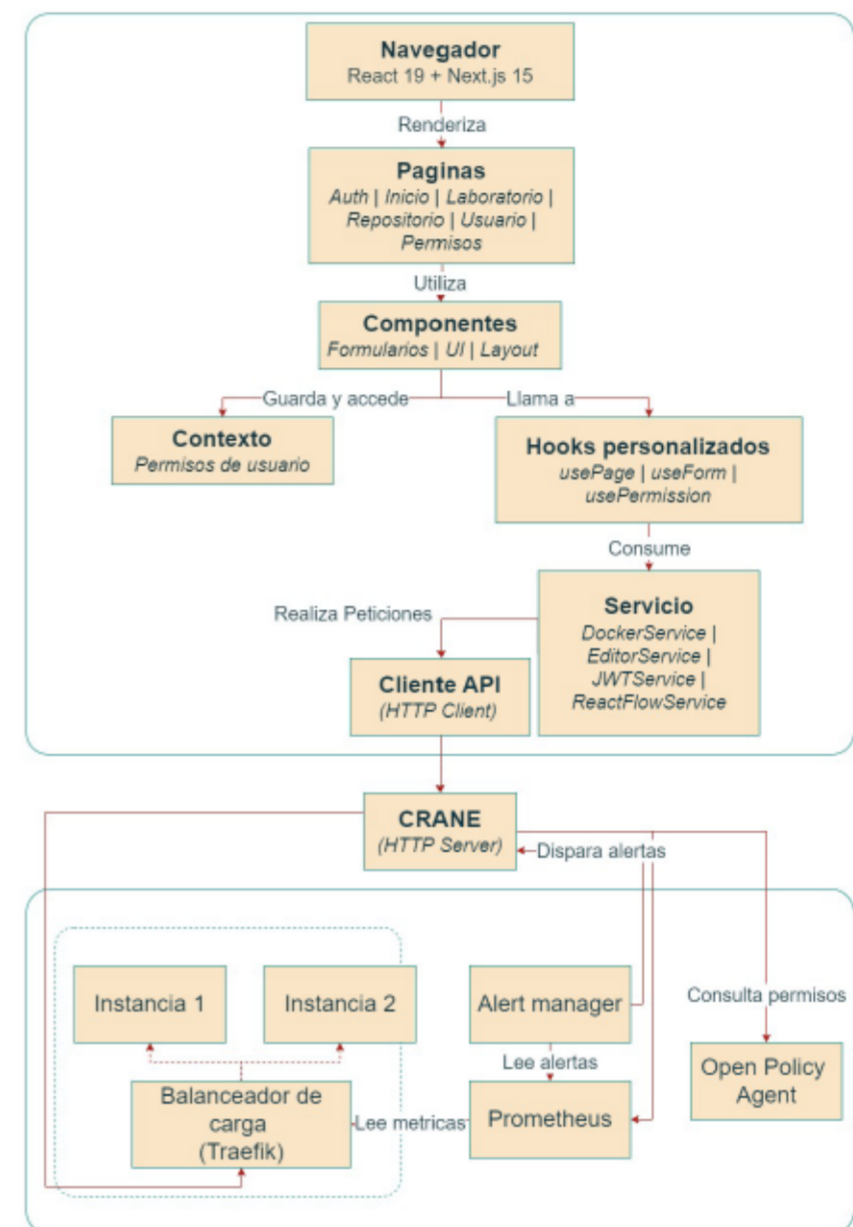 Navegador
React 19 + Next.js 15
Renderiza
Paginas
Auth | Inicio | Laboratorio |
Repositorio | Usuario |
Permisos
Utiliza
Componentes
Formularios | UI | Layout
Guarda y accede
Llama a
Contexto
Permisos de usuario
Hooks personalizados
usePage | useForm |
usePermission
Consume
Servicio
DockerService |
EditorService |
JWTService |
ReactFlowService
Realiza Peticiones
Cliente API
(HTTP Client)
CRANE
(HTTP Server)
Dispara alertas
Instancia 1
Instancia 2
Alert manager
Consulta permisos
Lee alertas
Open Policy
Agent
Balanceador de
carga
(Traefik)
Lee metricas
Prometheus